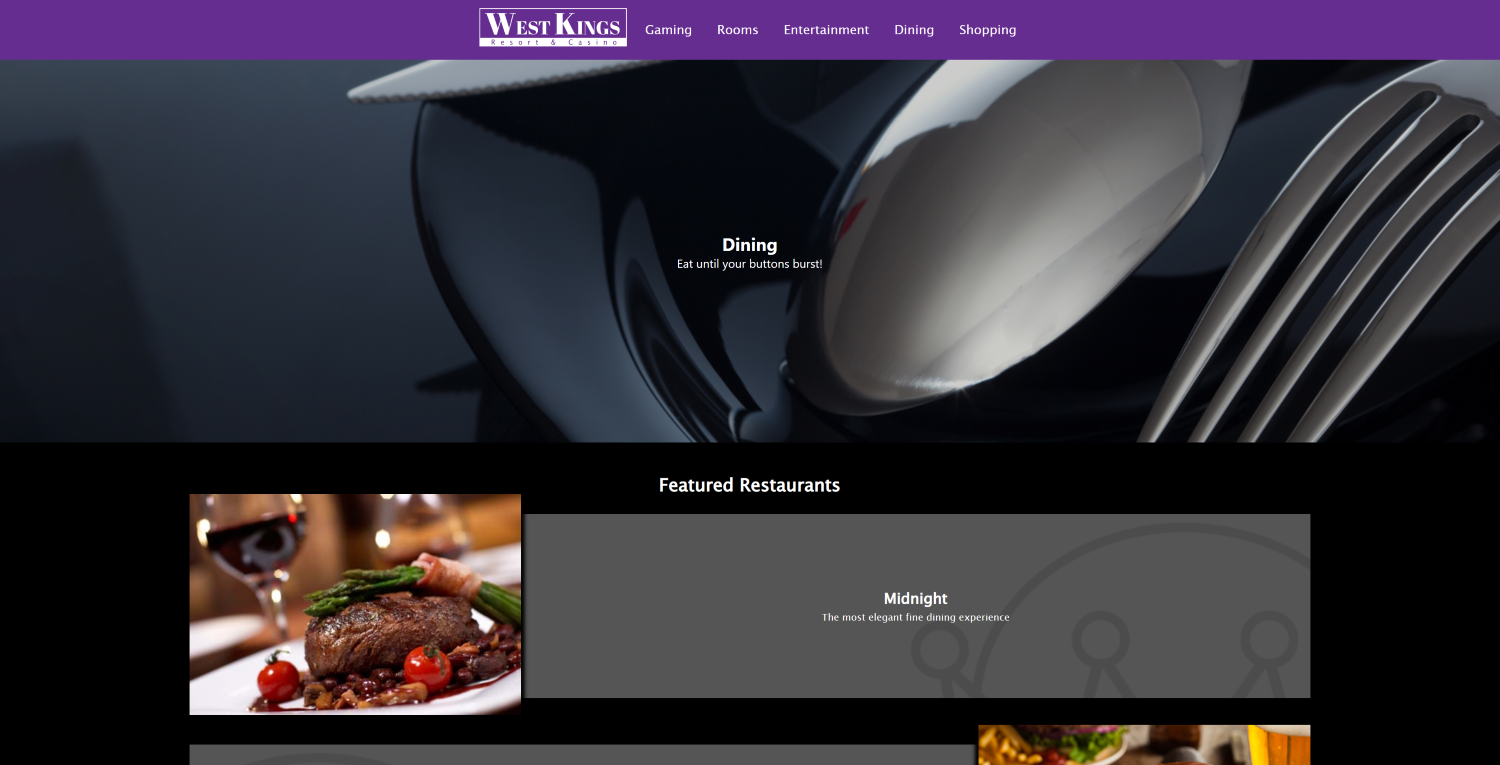 WEST KINGS
Resort & Casino
Gaming Rooms Entertainment Dining Shopping
Dining
Eat until your buttons burst!
Featured Restaurants
Midnight
The most elegant fine dining experience